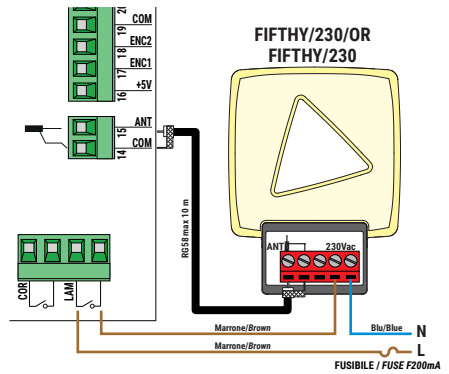 FIFTHY/230/OR
FIFTHY/230
20
COM
19
ENC2
18
ENC1
17
+5V
16
ANT
15
COM
14
RG58 max 10 m
ANT
230Vac
COR
LAM
Marrone/Brown
Blu/Blue
N
Marrone/Brown
L
FUSIBILE / FUSE F200mA